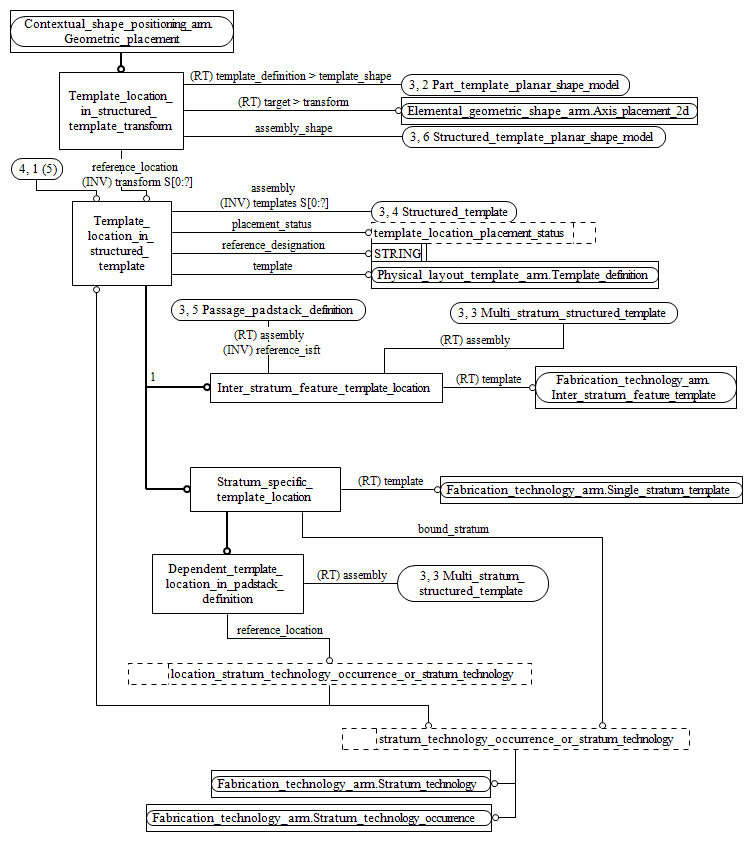 Contextual_shape_positioning_arm.
Geometric_placement
Template_location_
in_structured_
template_transform
(RT) template_definition > template_shape
3, 2 Part_template_planar_shape_model
(RT) target > transform
Elemental_geometric_shape_arm.Axis_placement_2d
assembly_shape
3, 6 Structured_template_planar_shape_model
4, 1 (5)
reference_location
(INV) transform S[0:?]
Template_
location_in_
structured_
template
assembly
(INV) templates S[0:?]
3, 4 Structured_template
placement_status
template_location_placement_status
reference_designation
STRING
template
Physical_layout_template_arm.Template_definition
3, 5 Passage_padstack_definition
3, 3 Multi_stratum_structured_template
(RT) assembly
(INV) reference_isft
(RT) assembly
1
Inter_stratum_feature_template_location
(RT) template
Fabrication_technology_arm.
Inter_stratum_feature_template
Stratum_specific_
template_location
(RT) template
Fabrication_technology_arm.Single_stratum_template
bound_stratum
Dependent_template_
location_in_padstack_
definition
(RT) assembly
3, 3 Multi_stratum_
structured_template
reference_location
location_stratum_technology_occurrence_or_stratum_technology
stratum_technology_occurrence_or_stratum_technology
Fabrication_technology_arm.Stratum_technology
Fabrication_technology_arm.Stratum_technology_occurrence